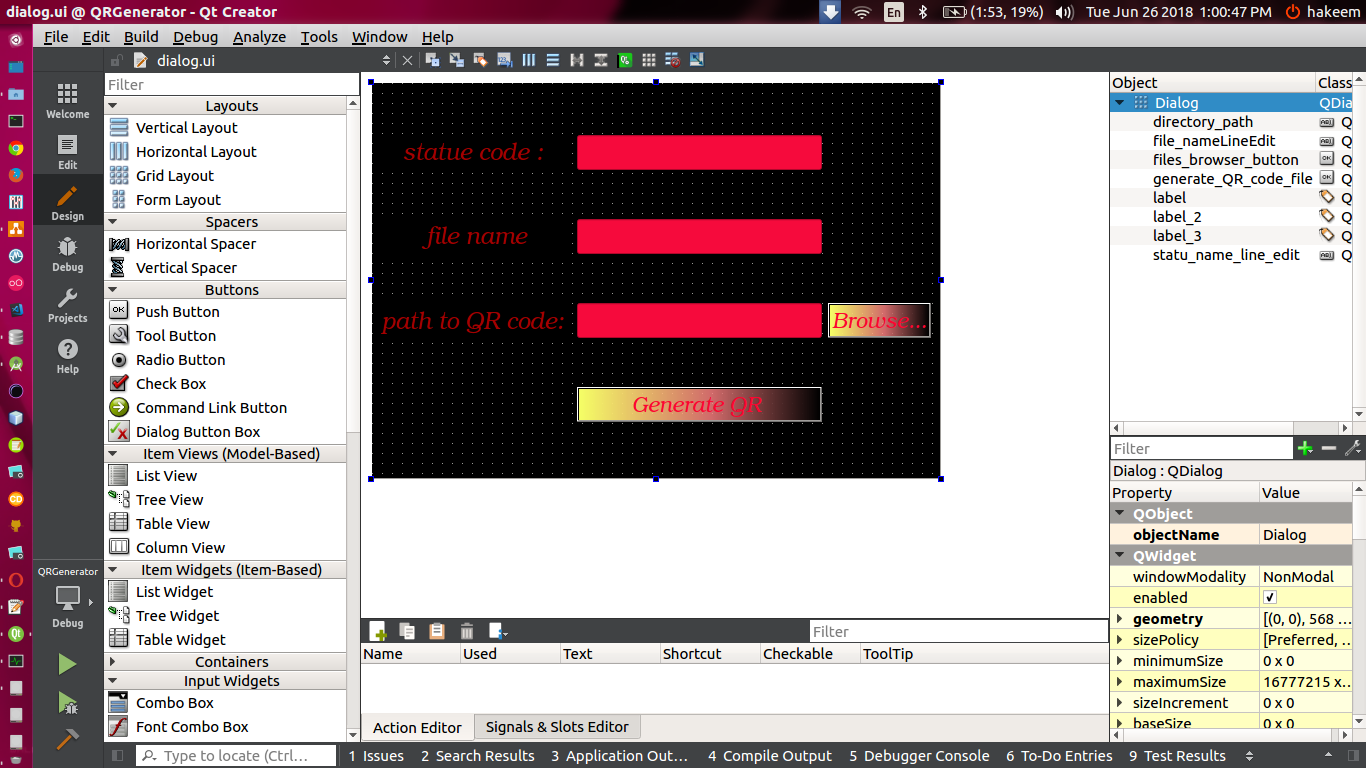 dialog.ui @ QRGenerator - Qt Creator
En
(1:53, 19%)
Tue Jun 26 2018 1:00:47 PM
hakeem
File Edit Build Debug Analyze Tools Window Help
dialog.ui
Welcome
Edit
Design
Debug
Projects
Help
QRGenerator
Debug
Filter
Layouts
Vertical Layout
Horizontal Layout
Grid Layout
Form Layout
Spacers
Horizontal Spacer
Vertical Spacer
Buttons
Push Button
Tool Button
Radio Button
Check Box
Command Link Button
Dialog Button Box
Item Views (Model-Based)
List View
Tree View
Table View
Column View
Item Widgets (Item-Based)
List Widget
Tree Widget
Table Widget
Containers
Input Widgets
Combo Box
Font Combo Box
statue code :
file name
path to QR code:
Browse...
Generate QR
Filter
Name Used Text Shortcut Checkable ToolTip
Action Editor Signals & Slots Editor
Object Class
Dialog QDia
directory_path Q
file_nameLineEdit Q
files_browser_button Q
generate_QR_code_file Q
label Q
label_2 Q
label_3 Q
statu_name_line_edit Q
Filter
Dialog : QDialog
Property Value
QObject
objectName Dialog
QWidget
windowModality NonModal
enabled
geometry [(0, 0), 568 ...
sizePolicy [Preferred, ...
minimumSize 0 x 0
maximumSize 16777215 x...
sizeIncrement 0 x 0
baseSize 0 x 0
Type to locate (Ctrl...
1 Issues 2 Search Results 3 Application Out... 4 Compile Output 5 Debugger Console 6 To-Do Entries 9 Test Results